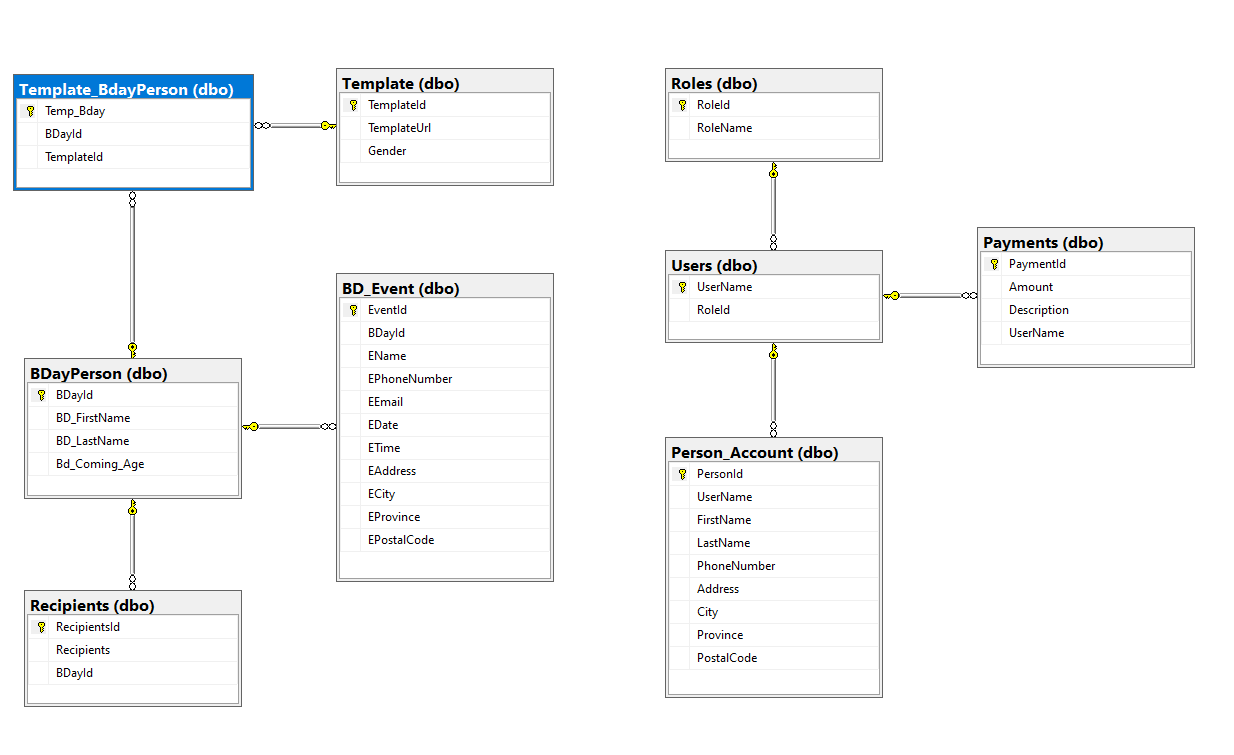 Template_BdayPerson (dbo)
Temp_Bday
BDayId
TemplateId
Template (dbo)
TemplateId
TemplateUrl
Gender
Roles (dbo)
RoleId
RoleName
Users (dbo)
UserName
RoleId
Payments (dbo)
PaymentId
Amount
Description
UserName
BD_Event (dbo)
EventId
BDayId
EName
EPhoneNumber
EEmail
EDate
ETime
EAddress
ECity
EProvince
EPostalCode
BDayPerson (dbo)
BDayId
BD_FirstName
BD_LastName
Bd_Coming_Age
Person_Account (dbo)
PersonId
UserName
FirstName
LastName
PhoneNumber
Address
City
Province
PostalCode
Recipients (dbo)
RecipientsId
Recipients
BDayId